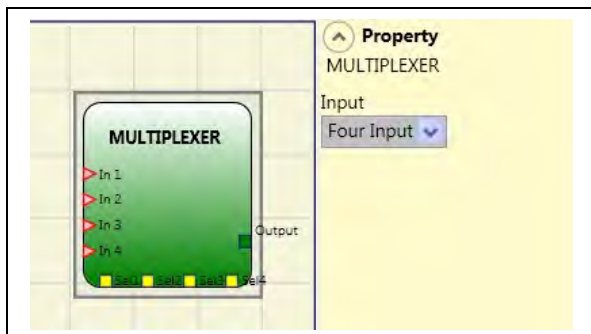 MULTIPLEXER
In 1
In 2
In 3
In 4
Output
Sel1 Sel2 Sel3 Sel4
Property
MULTIPLEXER
Input
Four Input